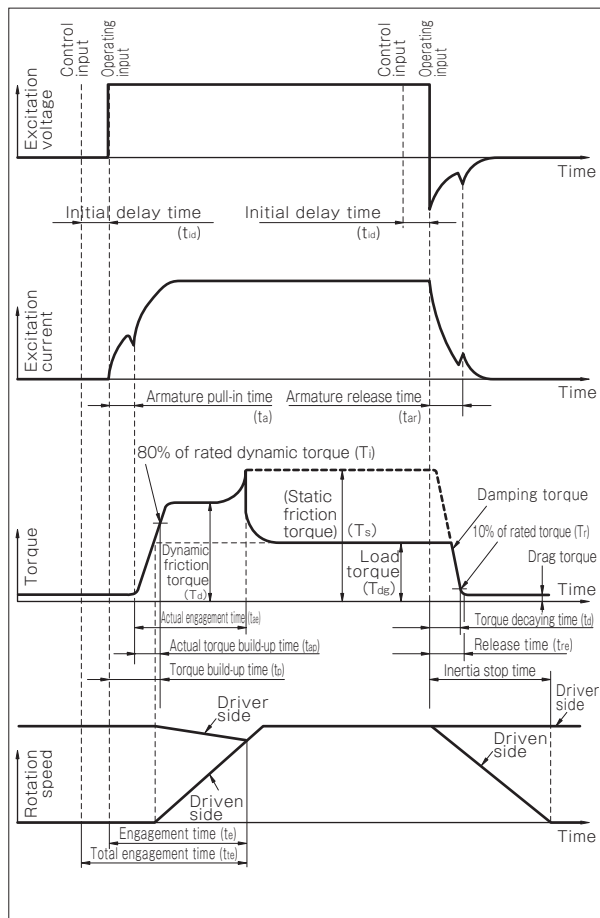 Control
input
Operating
input
Control
input
Operating
input
Excitation
voltage
Time
Initial delay time
(tid)
Initial delay time
(tid)
Excitation
current
Time
Armature pull-in time
(ta)
Armature release time
(tar)
80% of rated dynamic torque (Ti)
(Static
friction
torque)
(Ts)
Damping torque
10% of rated torque (Tr)
Drag torque
Torque
Dynamic
friction
torque
(Td)
Load
torque
(Tdg)
Time
Actual engagement time (tae)
Torque decaying time (td)
Actual torque build-up time (tap)
Release time (tre)
Torque build-up time (tp)
Inertia stop time
Driver
side
Driver
side
Rotation
speed
Driven
side
Driven
side
Time
Engagement time (te)
Total engagement time (tte)